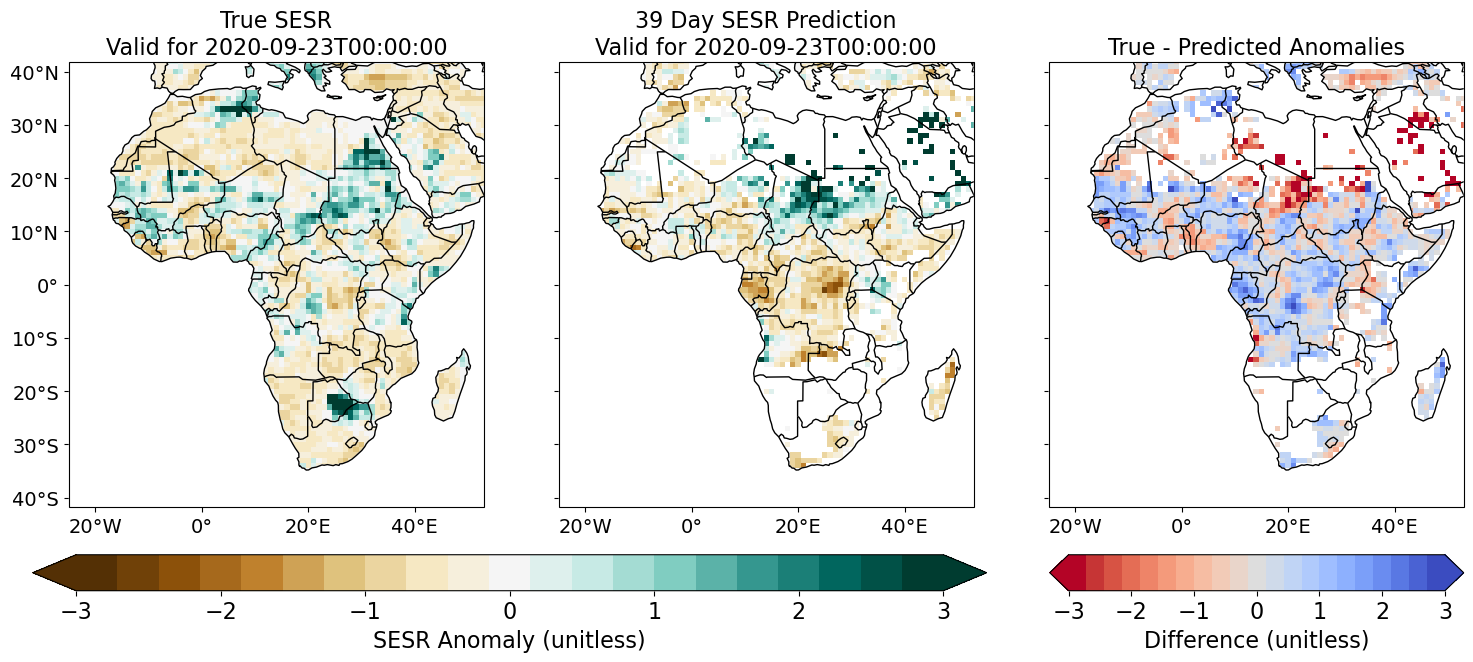 True SESR
Valid for 2020-09-23T00:00:00
39 Day SESR Prediction
Valid for 2020-09-23T00:00:00
True - Predicted Anomalies
40°N
30°N
20°N
10°N
0°
10°S
20°S
30°S
40°S
20°W 0° 20°E 40°E
20°W 0° 20°E 40°E
20°W 0° 20°E 40°E
−3 −2 −1 0 1 2 3
SESR Anomaly (unitless)
−3 −2 −1 0 1 2 3
Difference (unitless)